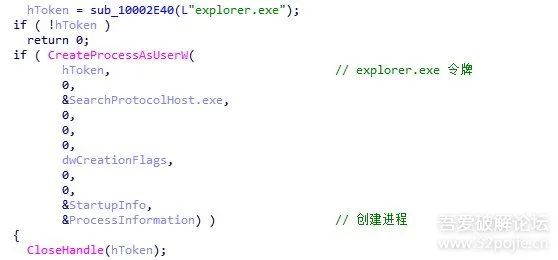 hToken = sub_10002E40(L"explorer.exe");
if ( !hToken )
return 0;
if ( CreateProcessAsUserW(
hToken, // explorer.exe 令牌
0,
&SearchProtocolHost.exe,
0,
0,
0,
dwCreationFlags,
0,
0,
&StartupInfo,
&ProcessInformation) ) // 创建进程
{
CloseHandle(hToken);
吾爱破解论坛
www.52pojie.cn